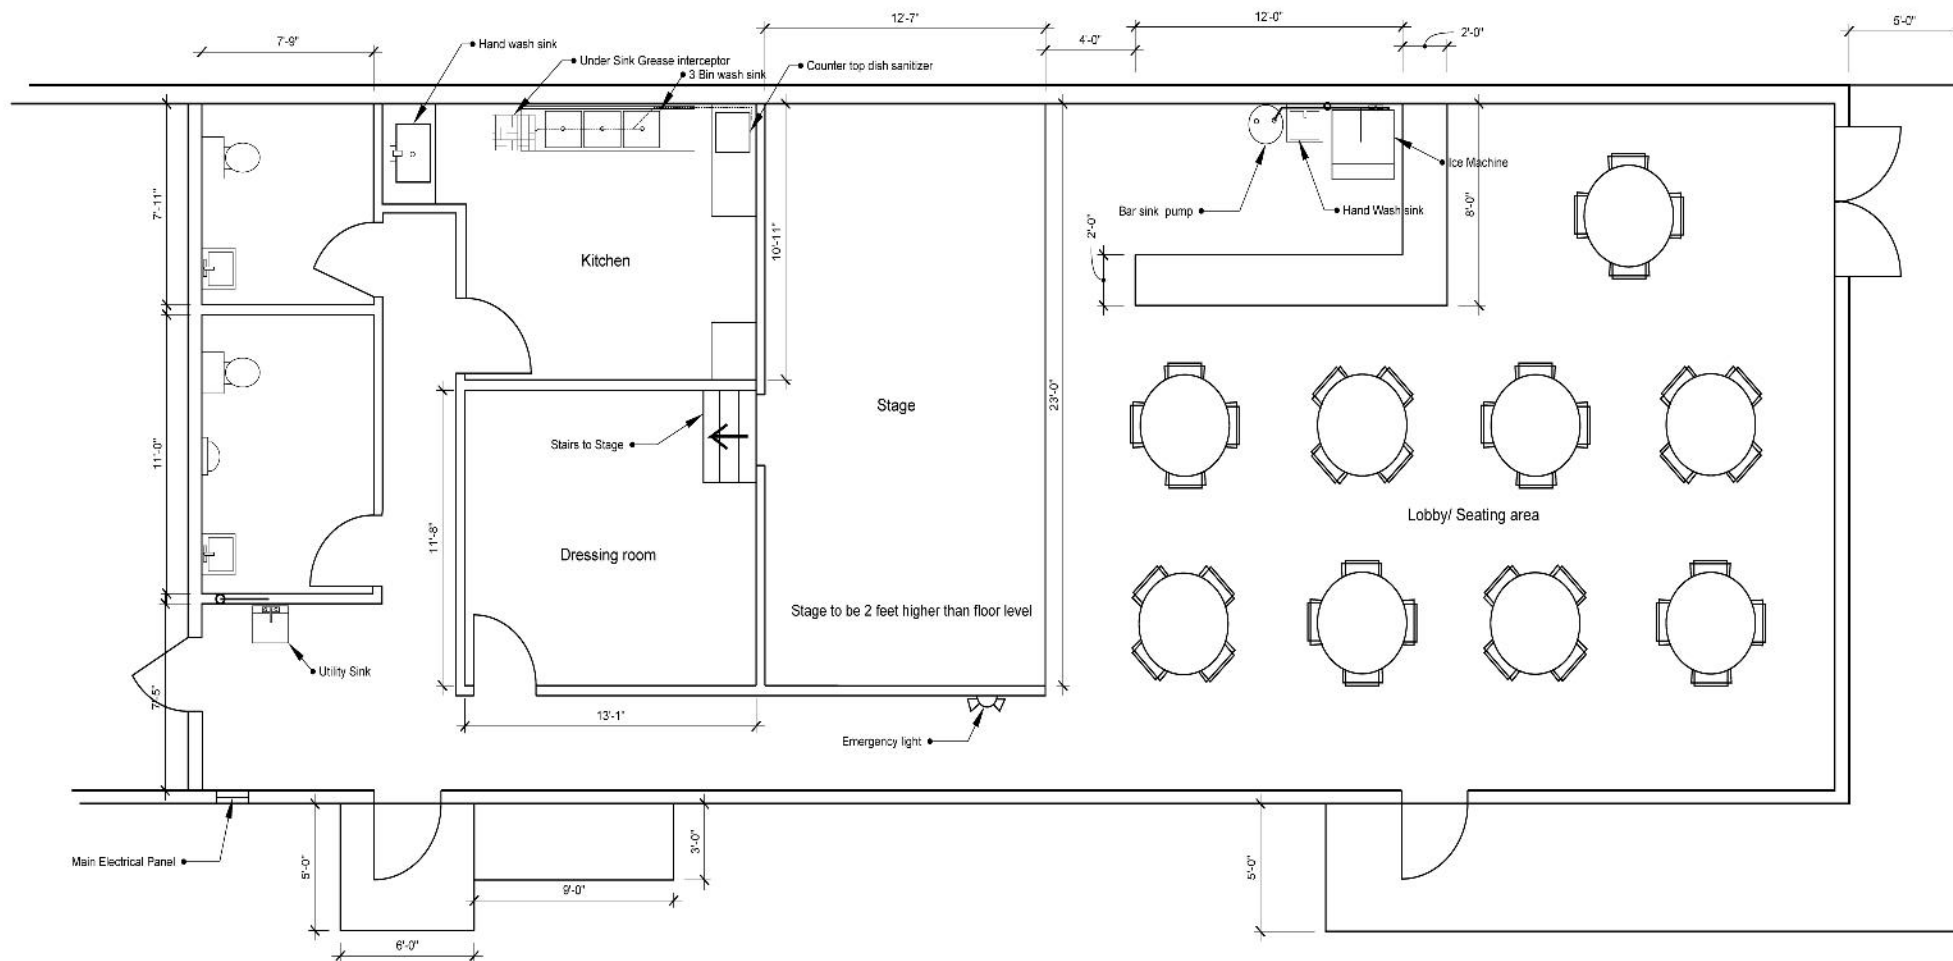 12'-7"
12'-0"
5'-0"
7'-9"
Hand wash sink
4'-0"
2'-0"
Under Sink Grease interceptor
3 Bin wash sink
Counter top dish sanitizer
Ice Machine
7'-11"
Bar sink pump
Hand Wash sink
8'-0"
2'-0"
10'-11"
Kitchen
Stage
23'-0"
Stairs to Stage
11'-0"
11'-8"
Lobby/ Seating area
Dressing room
Stage to be 2 feet higher than floor level
Utility Sink
7'-5"
13'-1"
Emergency light
Main Electrical Panel
5'-0"
3'-0"
5'-0"
9'-0"
6'-0"